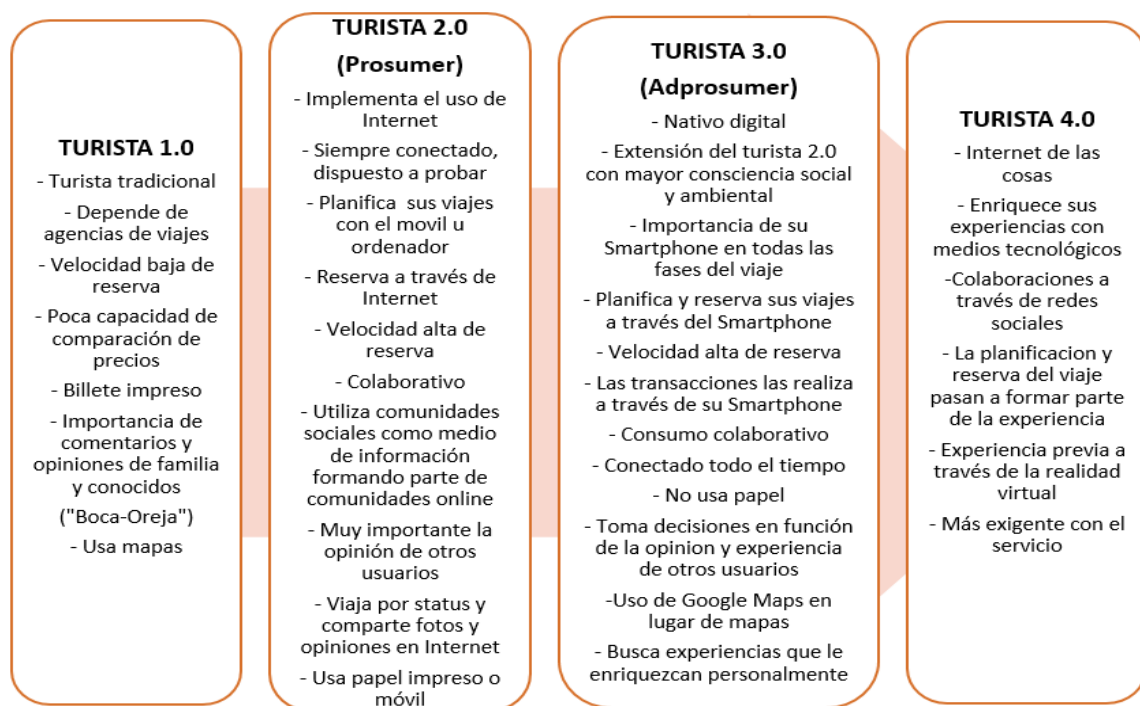 TURISTA 1.0
- Turista tradicional
- Depende de
agencias de viajes
- Velocidad baja de
reserva
- Poca capacidad de
comparación de
precios
- Billete impreso
- Importancia de
comentarios y
opiniones de familia
y conocidos
("Boca-Oreja")
- Usa mapas
TURISTA 2.0
(Prosumer)
- Implementa el uso de
Internet
- Siempre conectado,
dispuesto a probar
- Planifica sus viajes
con el movil u
ordenador
- Reserva a través de
Internet
- Velocidad alta de
reserva
- Colaborativo
- Utiliza comunidades
sociales como medio
de información
formando parte de
comunidades online
- Muy importante la
opinión de otros
usuarios
- Viaja por status y
comparte fotos y
opiniones en Internet
- Usa papel impreso o
móvil
TURISTA 3.0
(Adprosumer)
- Nativo digital
- Extensión del turista 2.0
con mayor consciencia social
y ambiental
- Importancia de su
Smartphone en todas las
fases del viaje
- Planifica y reserva sus viajes
a través del Smartphone
- Velocidad alta de reserva
- Las transacciones las realiza
a través de su Smartphone
- Consumo colaborativo
- Conectado todo el tiempo
- No usa papel
- Toma decisiones en función
de la opinion y experiencia
de otros usuarios
-Uso de Google Maps en
lugar de mapas
- Busca experiencias que le
enriquezcan personalmente
TURISTA 4.0
- Internet de las
cosas
- Enriquece sus
experiencias con
medios tecnológicos
-Colaboraciones a
través de redes
sociales
- La planificacion y
reserva del viaje
pasan a formar parte
de la experiencia
- Experiencia previa a
través de la realidad
virtual
- Más exigente con el
servicio